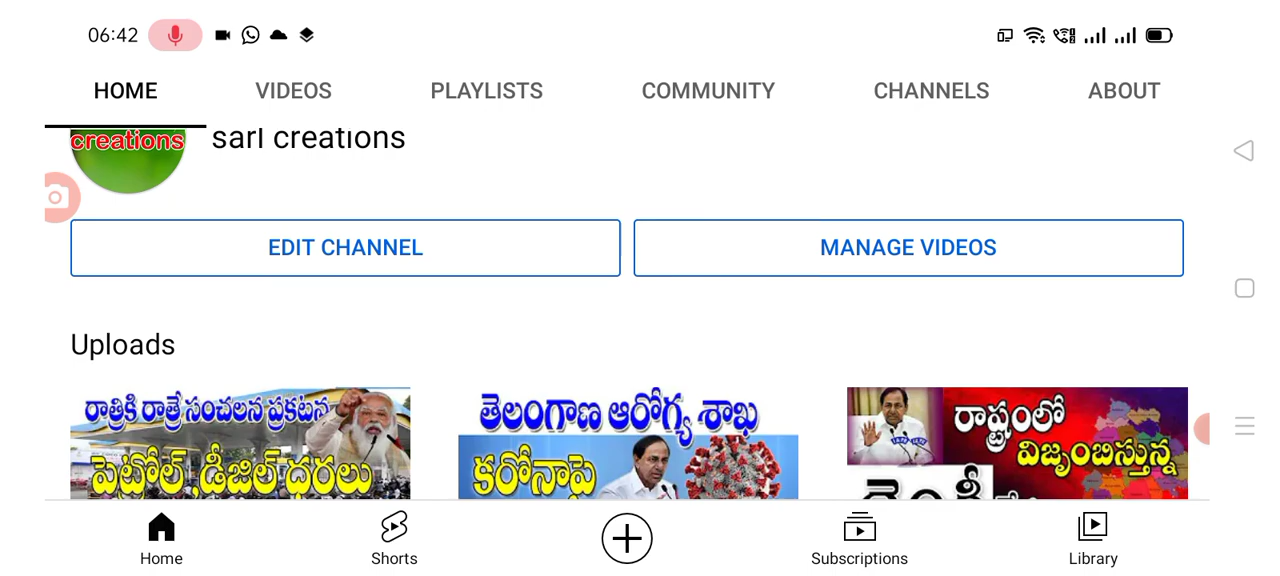 06:42
HOME VIDEOS PLAYLISTS COMMUNITY CHANNELS ABOUT
creations
sarl creations
EDIT CHANNEL MANAGE VIDEOS
Uploads
రాత్రికి రాత్రే సంచలన ప్రకటన
పెట్రోల్,డీజిల్ ధరలు
తెలంగాణ ఆరోగ్య శాఖ
కరోనాపై
రాష్ట్రంలో
విజృంబిస్తున్న
Home Shorts Subscriptions Library